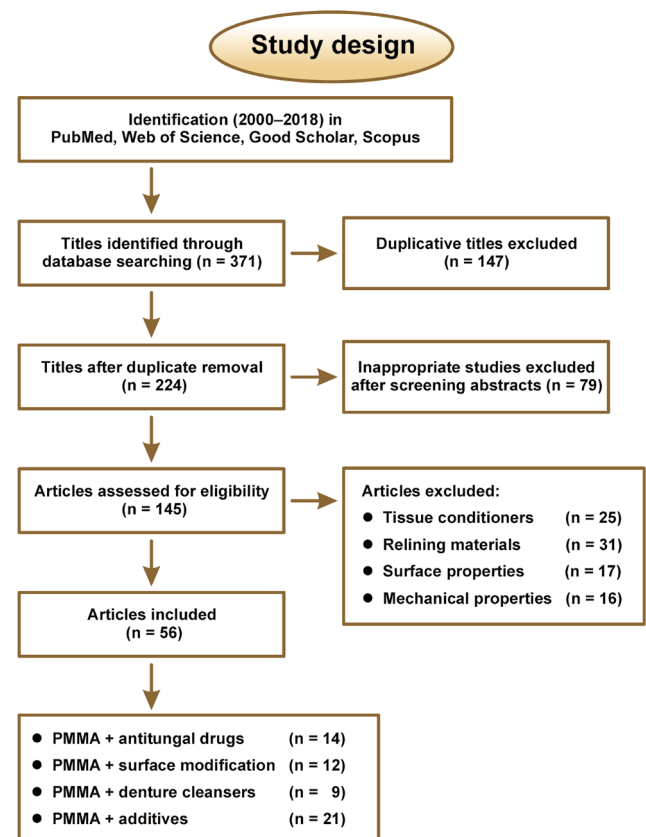 Study design
Identification (2000–2018) in
PubMed, Web of Science, Good Scholar, Scopus
Titles identified through
database searching (n = 371)
Duplicative titles excluded
(n = 147)
Titles after duplicate removal
(n = 224)
Inappropriate studies excluded
after screening abstracts (n = 79)
Articles assessed for eligibility
(n = 145)
Articles excluded:
● Tissue conditioners (n = 25)
● Relining materials (n = 31)
● Surface properties (n = 17)
● Mechanical properties (n = 16)
Articles included
(n = 56)
● PMMA + antitungal drugs (n = 14)
● PMMA + surface modification (n = 12)
● PMMA + denture cleansers (n = 9)
● PMMA + additives (n = 21)